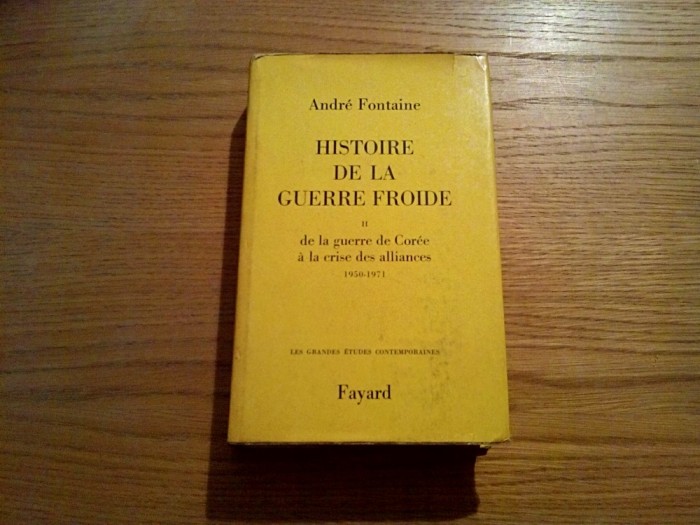 André Fontaine
HISTOIRE
DE LA
GUERRE FROIDE
II
de la guerre de Corée
à la crise des alliances
1950-1971
LES GRANDES ÉTUDES CONTEMPORAINES
Fayard